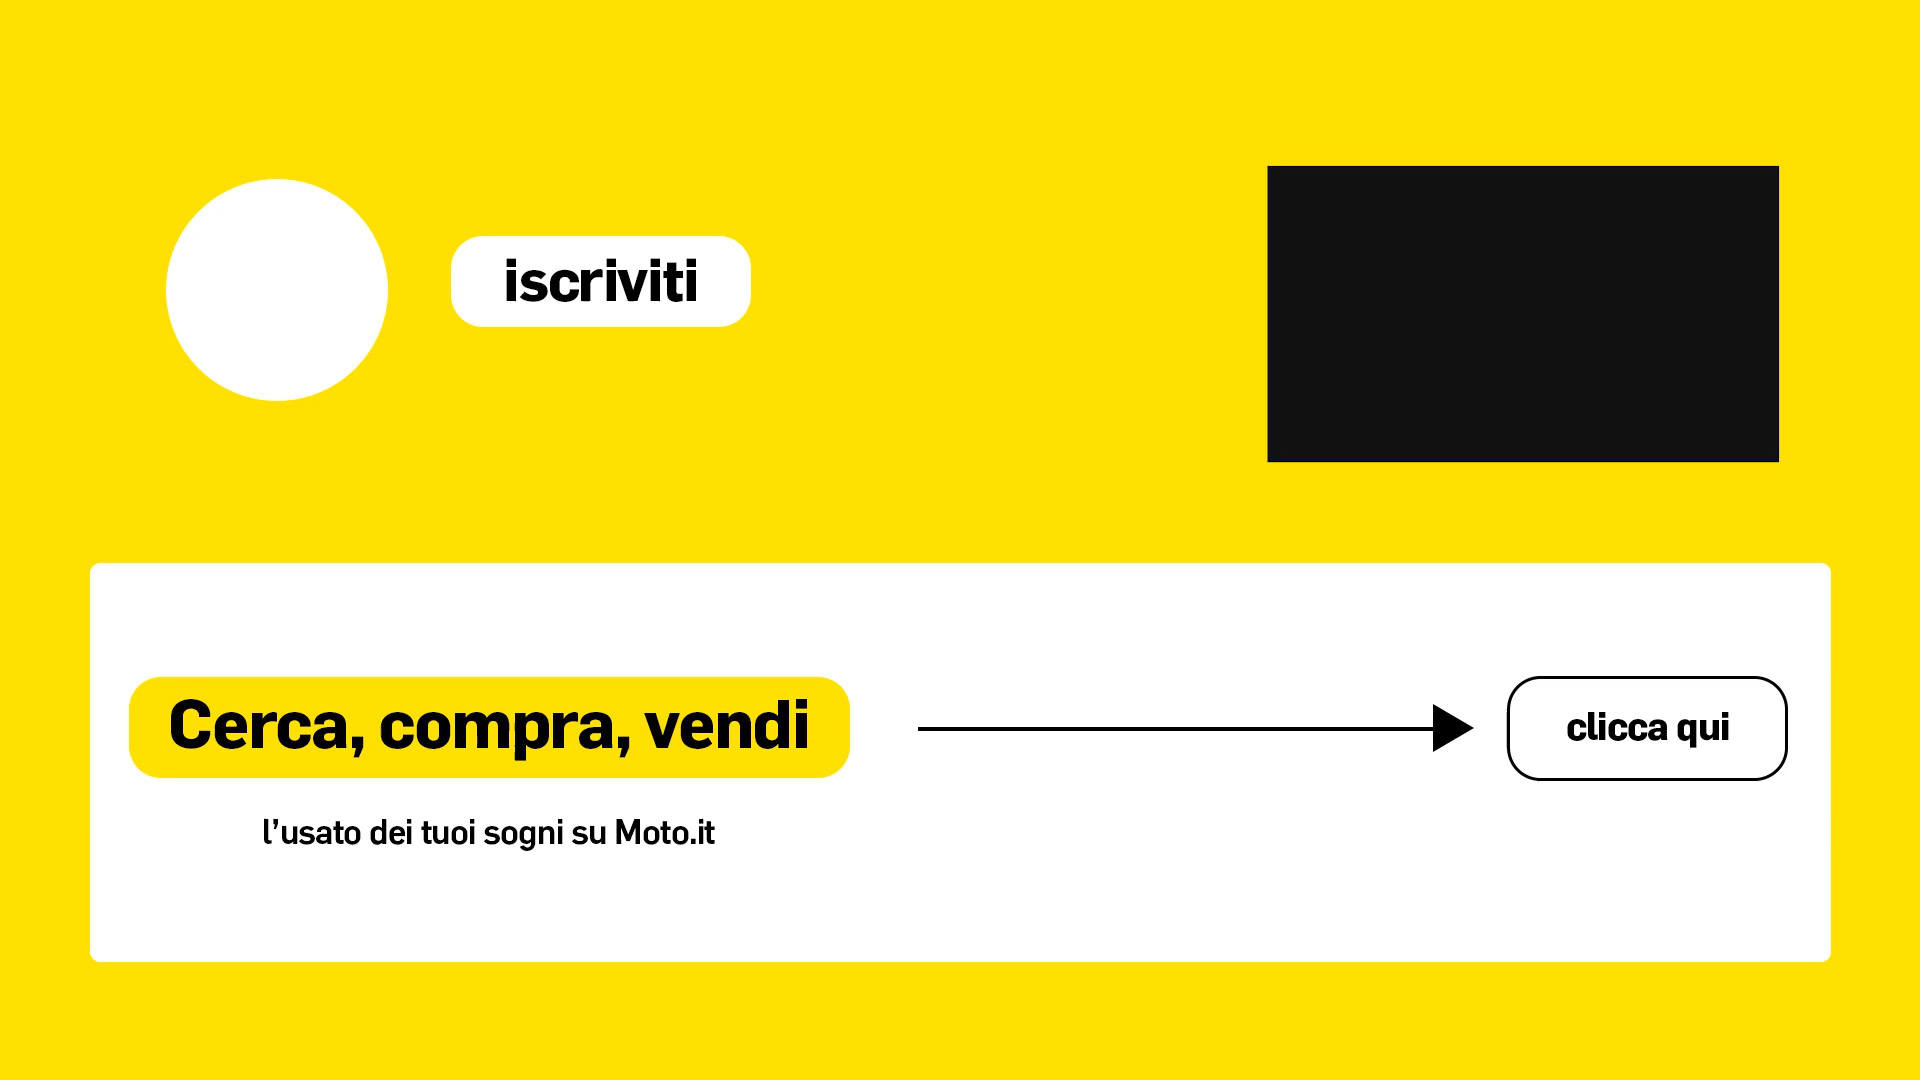 iscriviti
Cerca, compra, vendi
clicca qui
l’usato dei tuoi sogni su Moto.it